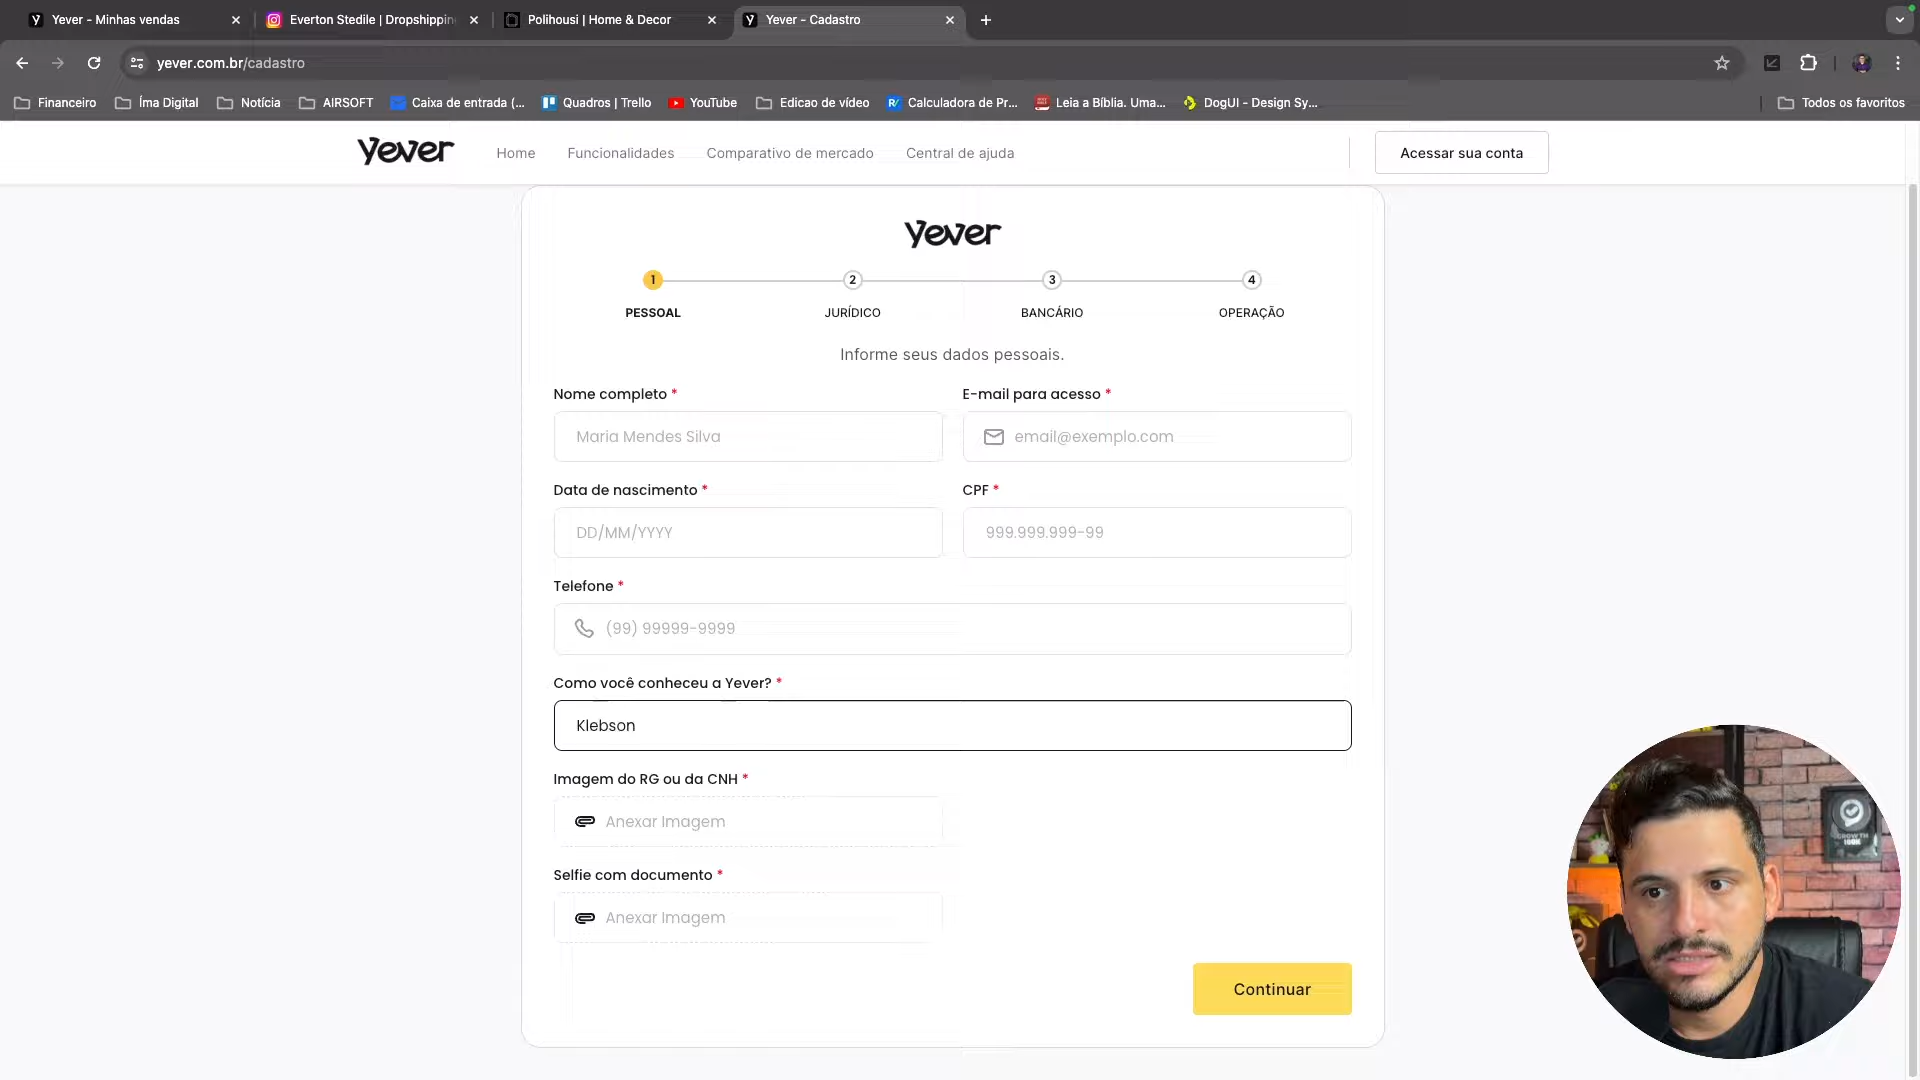 Yever - Minhas vendas
Everton Stedile | Dropshippin
Polihousi | Home & Decor
Yever - Cadastro
yever.com.br/cadastro
Financeiro
Íma Digital
Notícia
AIRSOFT
Caixa de entrada (...
Quadros | Trello
YouTube
Edicao de vídeo
R/
Calculadora de Pr...
Leia a Bíblia. Uma...
DogUI - Design Sy...
Todos os favoritos
Yever
Home
Funcionalidades
Comparativo de mercado
Central de ajuda
Acessar sua conta
Yever
1
2
3
4
PESSOAL
JURÍDICO
BANCÁRIO
OPERAÇÃO
Informe seus dados pessoais.
Nome completo *
E-mail para acesso *
Maria Mendes Silva
email@exemplo.com
Data de nascimento *
CPF *
DD/MM/YYYY
999.999.999-99
Telefone *
(99) 99999-9999
Como você conheceu a Yever? *
Klebson
Imagem do RG ou da CNH *
Anexar Imagem
Selfie com documento *
Anexar Imagem
Continuar
GROWTH